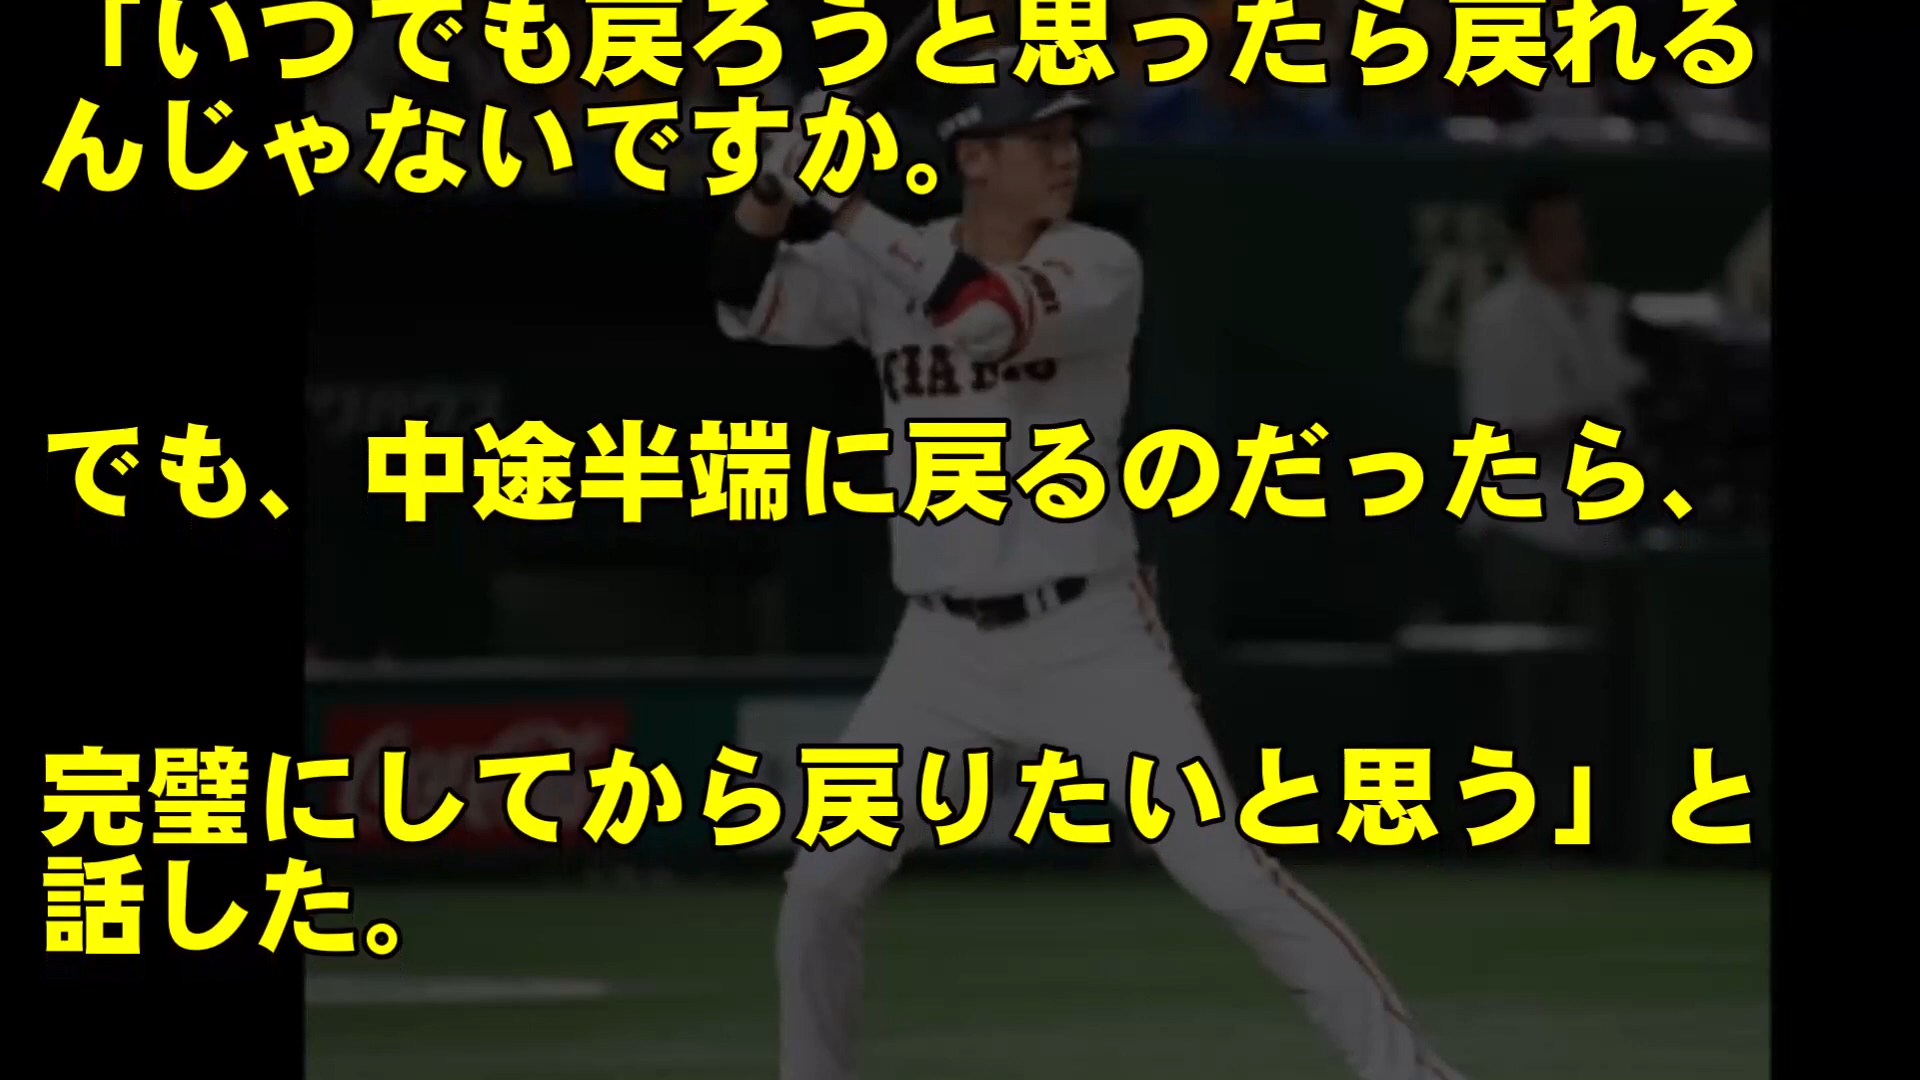 「いつでも戻ろうと思ったら戻れる
んじゃないですか。
でも、中途半端に戻るのだったら、
完璧にしてから戻りたいと思う」と
話した。